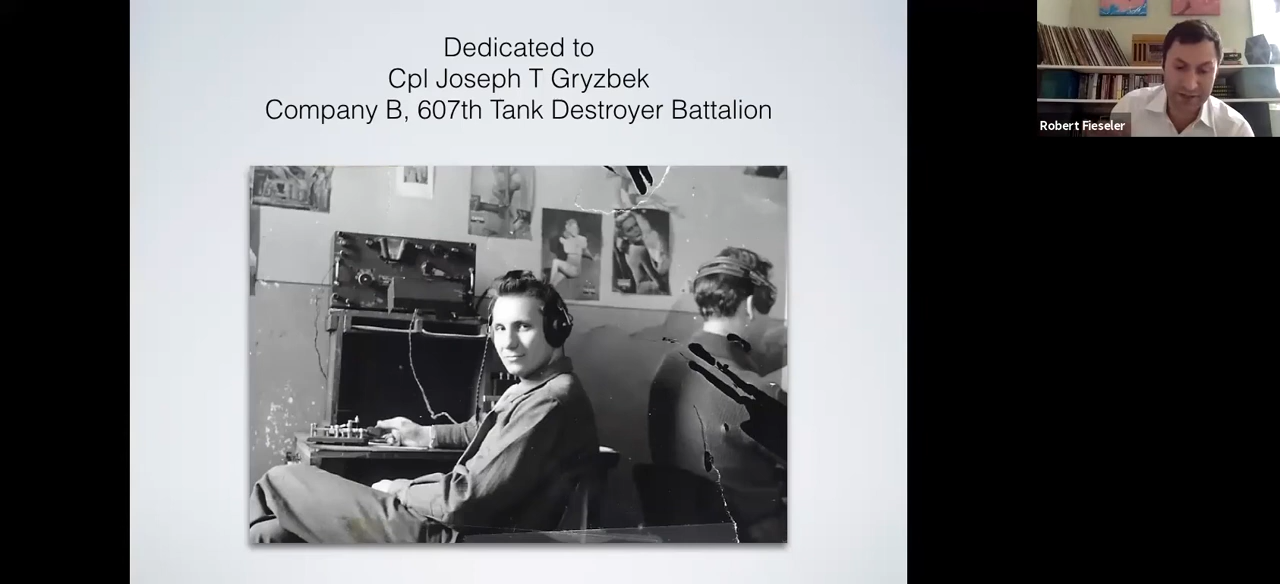 Dedicated to
Cpl Joseph T Gryzbek
Company B, 607th Tank Destroyer Battalion
Robert Fieseler